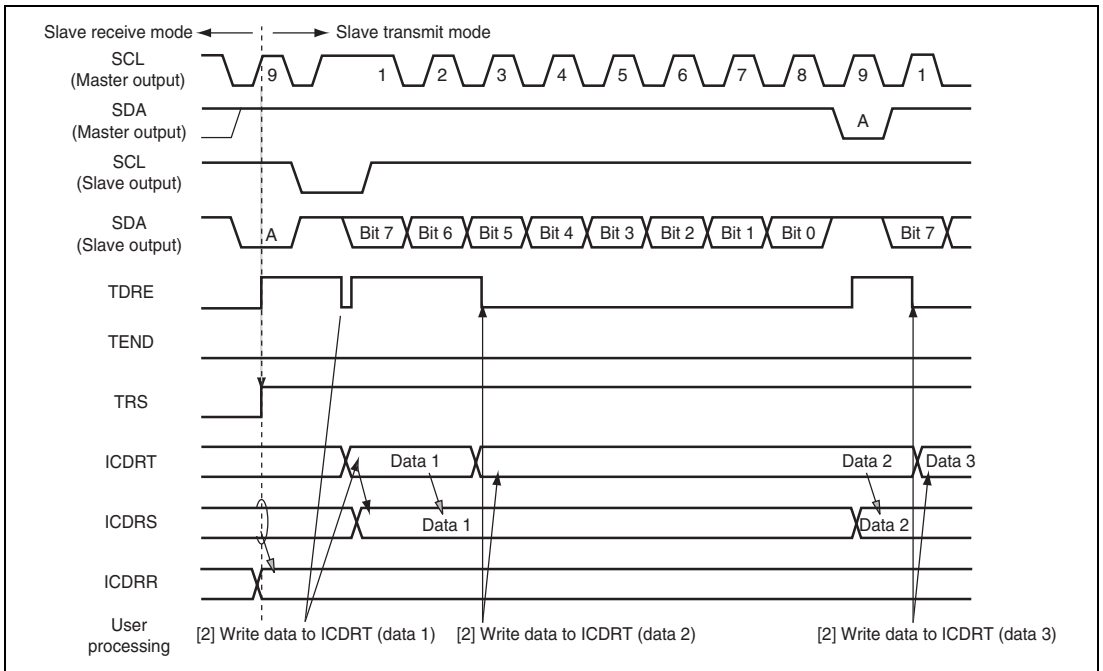 Slave receive mode
Slave transmit mode
SCL
(Master output)
9 1 2 3 4 5 6 7 8 9 1
SDA
(Master output)
A
SCL
(Slave output)
SDA
(Slave output)
A Bit 7 Bit 6 Bit 5 Bit 4 Bit 3 Bit 2 Bit 1 Bit 0 Bit 7
TDRE
TEND
TRS
ICDRT
Data 1 Data 2 Data 3
ICDRS
Data 1 Data 2
ICDRR
User
processing
[2] Write data to ICDRT (data 1) [2] Write data to ICDRT (data 2) [2] Write data to ICDRT (data 3)